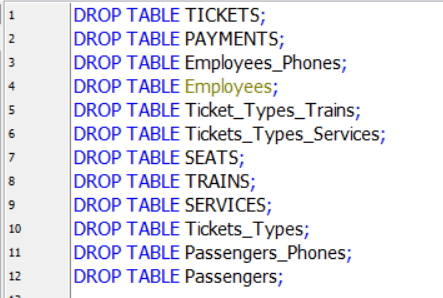 1 DROP TABLE TICKETS;
2 DROP TABLE PAYMENTS;
3 DROP TABLE Employees_Phones;
4 DROP TABLE Employees;
5 DROP TABLE Ticket_Types_Trains;
6 DROP TABLE Tickets_Types_Services;
7 DROP TABLE SEATS;
8 DROP TABLE TRAINS;
9 DROP TABLE SERVICES;
10 DROP TABLE Tickets_Types;
11 DROP TABLE Passengers_Phones;
12 DROP TABLE Passengers;